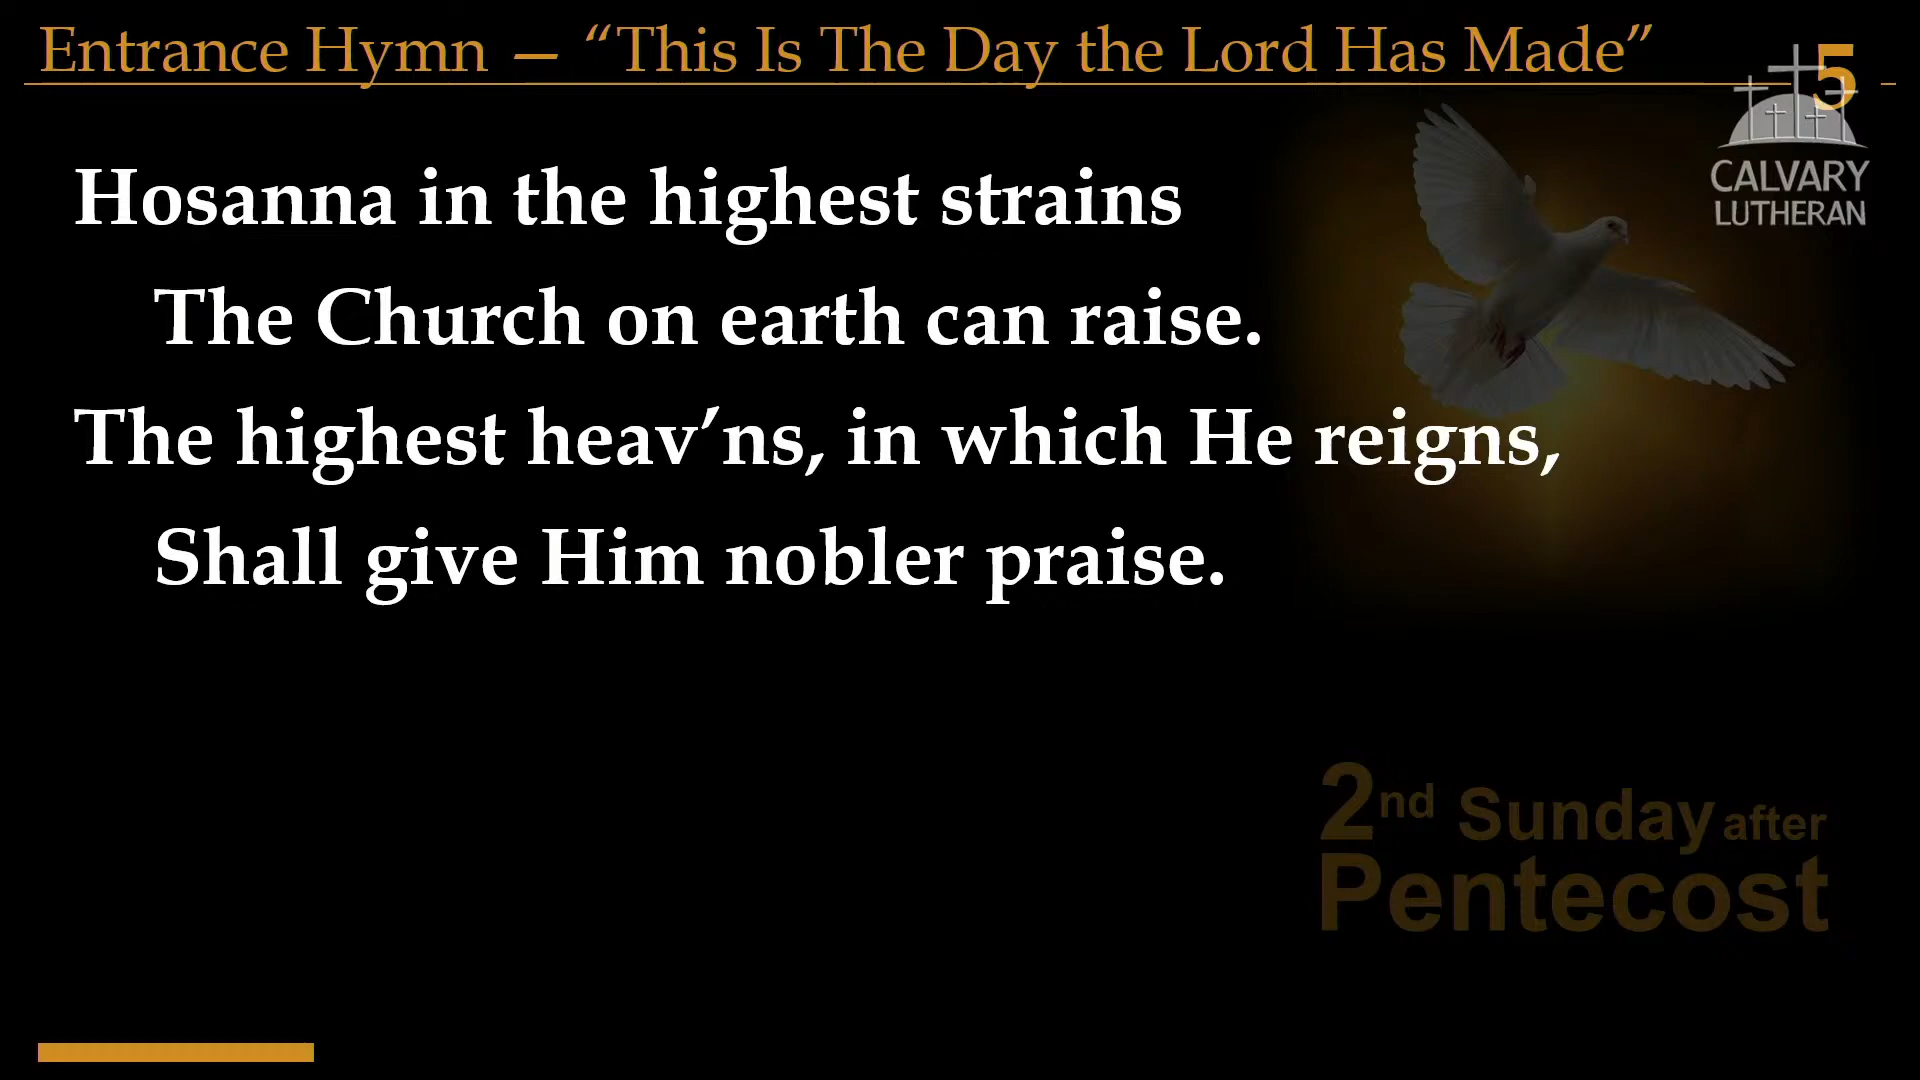 Entrance Hymn — “This Is The Day the Lord Has Made”
5
CALVARY
LUTHERAN
Hosanna in the highest strains
The Church on earth can raise.
The highest heav’ns, in which He reigns,
Shall give Him nobler praise.
2nd Sunday after
Pentecost